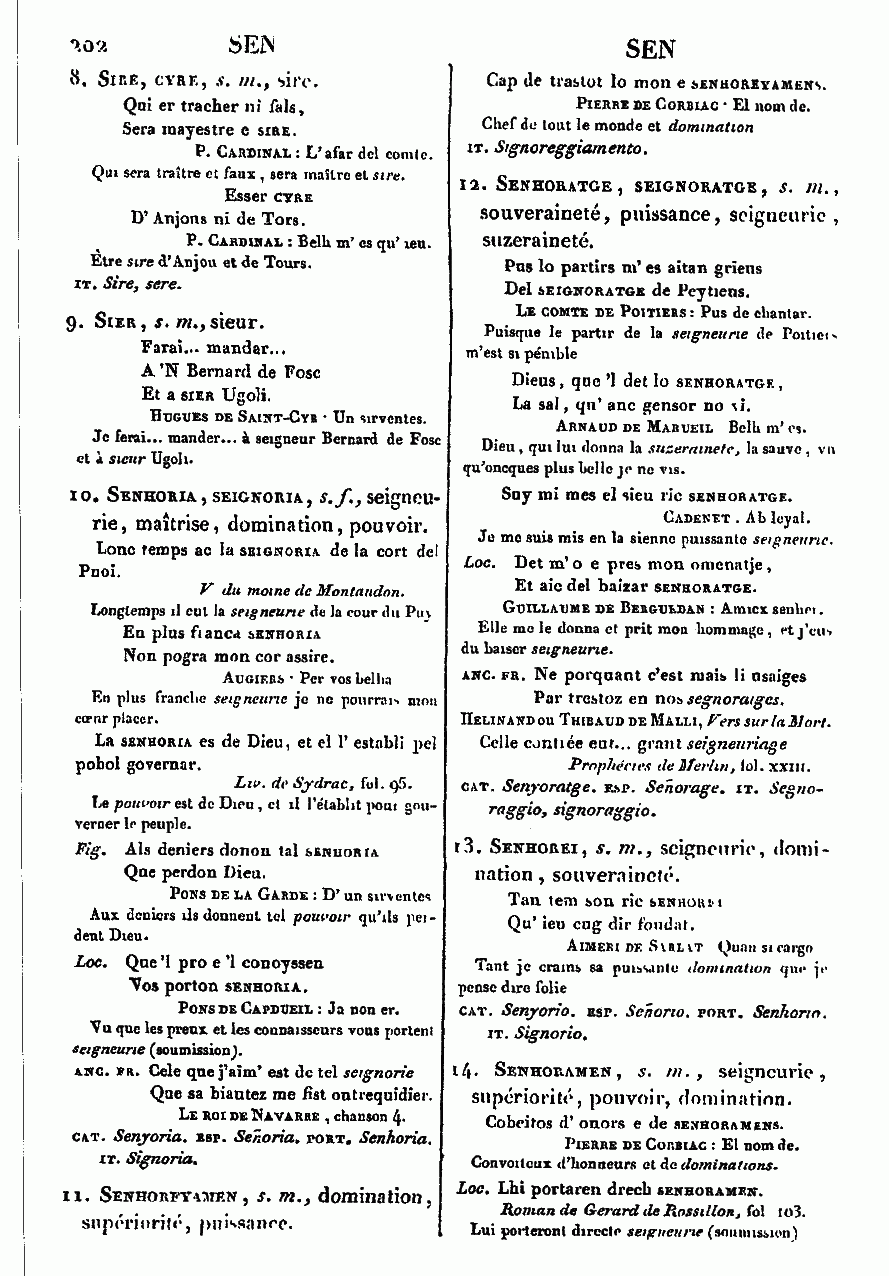 202 SEN SEN
8. SIRE, CYRE, s. m., sire.
Qui er tracher ni fals,
Sera mayestre e SIRE.
P. CARDINAL : L'afar del comte.
Qui sera traître et faux, sera maître et sire.
Esser CYRE
D'Anjous ni de Tors.
P. CARDINAL : Belh m'es qu'ieu.
Être sire d'Anjou et de Tours.
IT. Sire, sere.
9. SIER, s. m., sieur.
Farai... mandar...
A 'N Bernard de Fosc
Et a SIER Ugoli.
HUGUES DE SAINT-CYR : Un sirventes.
Je ferai... mander... à seigneur Bernard de Fosc
et à sieur Ugoli.
10. SENHORIA, SEIGNORIA, s. f., seigneu-
rie, maîtrise, domination, pouvoir.
Lonc temps ac la SEIGNORIA de la cort del
Puoi.
V. du moine de Montaudon.
Longtemps il eut la seigneurie de la cour du Puy
En plus franca SENHORIA
Non pogra mon cor assire.
AUGIERS : Per vos bellia
En plus franche seigneurie je ne pourrais mon
cœur placer.
La SENHORIA es de Dieu, et el l'establi pel
pobol governar.
Liv. de Sydrac, fol. 95.
Le pouvoir est de Dieu, et il l'établit pour gou-
verner le peuple.
Fig. Als deniers donon tal SENHORIA
Que perdon Dieu.
PONS DE LA GARDE : D'un sirventes
Aux deniers ils donnent tel pouvoir qu'ils per-
dent Dieu.
Loc. Que'l pro e 'l conoyssen
Vos porton SENHORIA.
PONS DE CAPDUEIL : Ja non er.
Vu que les preux et les connaisseurs vous portent
seigneurie (soumission).
ANC. FR. Cele que j'aim' est de tel seignorie
Que sa biautez me fist outrequidier.
LE ROI DE NAVARRE, chanson 4.
CAT. Senyoria. ESP. Señoria. PORT. Senhoria.
IT. Signoria.
11. SENHOREYAMEN, s. m., domination,
supériorité, puissance.
Cap de trastot lo mon e SENHOREYAMENS.
PIERRE DE CORBIAC : El nom de.
Chef de tout le monde et domination
IT. Signoreggiamento.
12. SENHORATGE, SEIGNORATGE, s. m.,
souveraineté, puissance, seigneurie,
suzeraineté.
Pus lo partirs m'es aitan griens
Del SEIGNORATGE de Peytiens.
LE COMTE DE POITIERS : Pus de chantar.
Puisque le partir de la seigneurie de Poitiers
m'est si pénible
Dieus, que 'l det lo SENHORATGE,
La sal, qu'anc gensor no vi.
ARNAUD DE MARUEIL Belh m'es.
Dieu, qui lui donna la suzeraineté, la sauve, vu
qu'oncques plus belle je ne vis.
Suy mi mes el sieu ric SENHORATGE.
CADENET. Ab leyal.
Je me suis mis en la sienne puissante seigneurie.
Loc. Det m'o e pres mon omenatje,
Et aic del baizar SENHORATGE.
GUILLAUME DE BERGUEDAN : Amicx senher.
Elle me le donna et prit mon hommage, et j'eus
du baiser seigneurie.
ANC. FR. Ne porquant c'est mais li usaiges
Par trestoz en nos segnoraiges.
HELINAND ou THIBAUD DE MALLI, Vers sur la Mort.
Celle contiée eut... grant seigneuriage
Prophécies de Merlin, fol. XXIII.
CAT. Senyoratge. ESP. Señorage. IT. Segno-
raggio, signoraggio.
13. SENHOREI, s. m., seigneurie, domi-
nation, souveraineté.
Tan tem son ric SENHOREI
Qu'ieu cug dir foudat.
AIMERI DE SARLAT Quan si cargo
Tant je crains sa puissante domination que je
pense dire folie
CAT. Senyorio. ESP. Señorio. PORT. Senhorio.
IT. Signorio.
14. SENHORAMEN, s. m., seigneurie,
supériorité, pouvoir, domination.
Cobeitos d'onors e de SENHORAMENS.
PIERRE DE CORBIAC : El nom de.
Convoiteux d'honneurs et de dominations.
Loc. Lhi portaren drech SENHORAMEN.
Roman de Gerard de Rossillon, fol 103.
Lui porteront directe seigneurie (soumission)